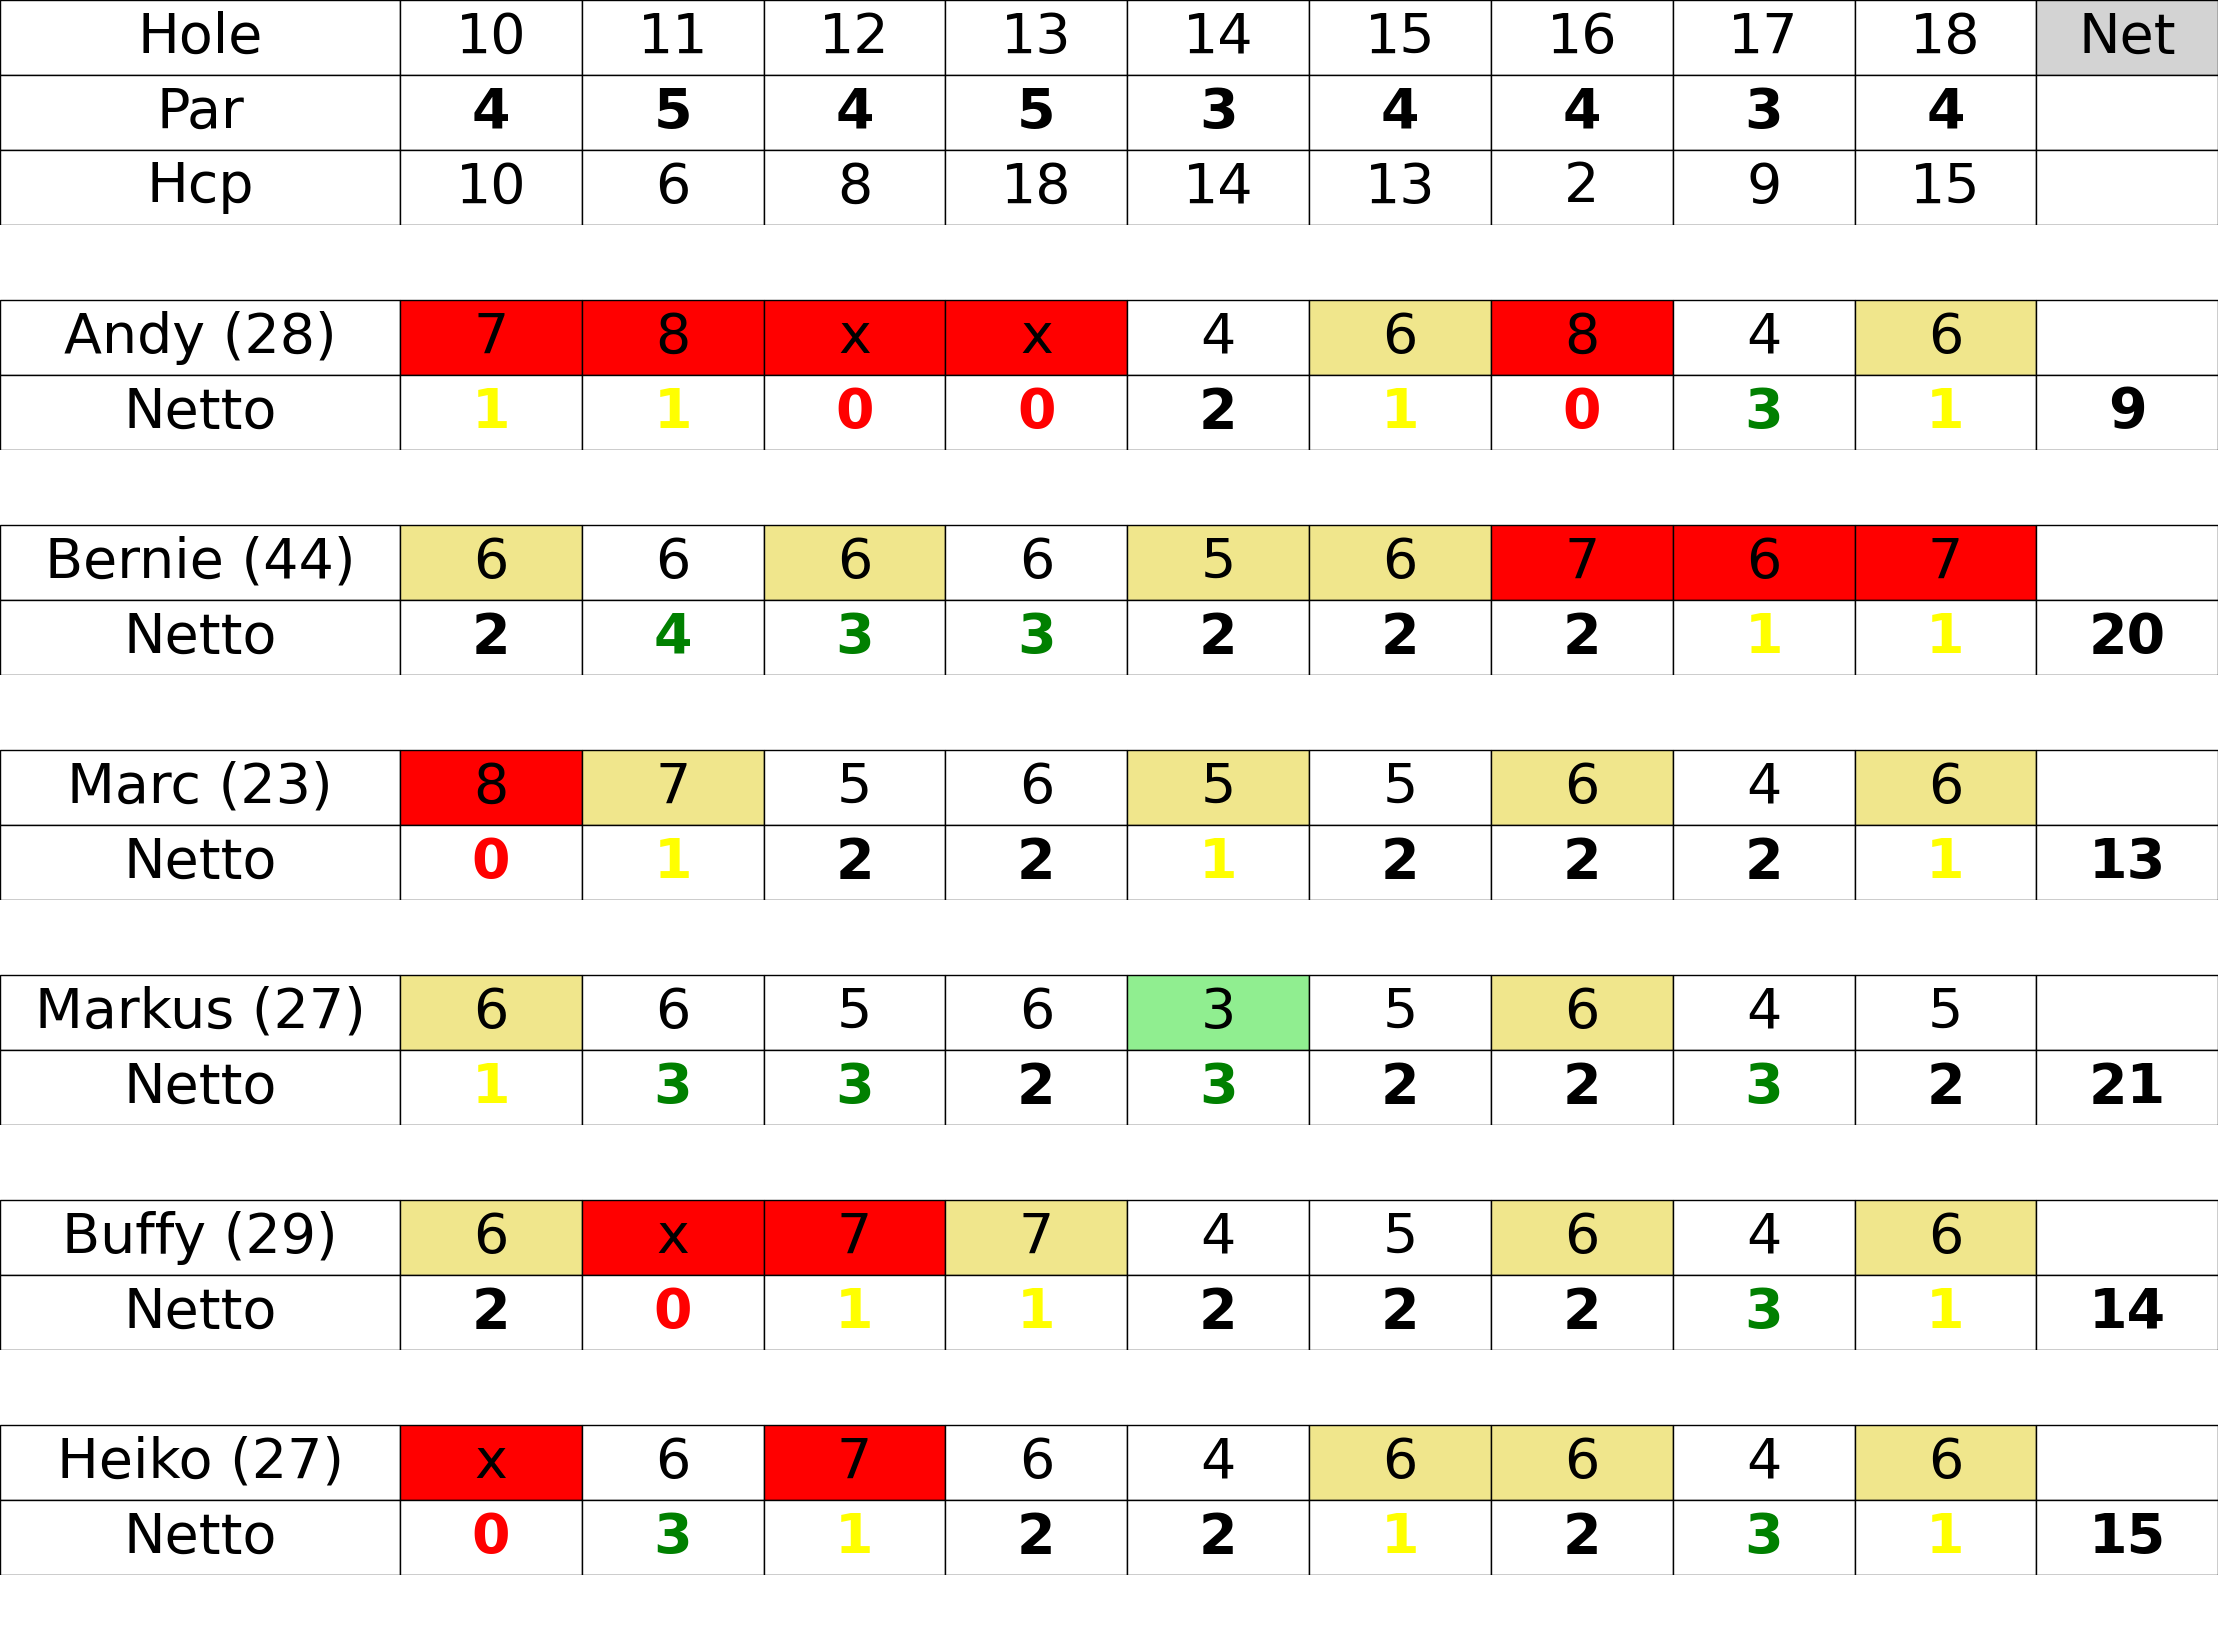 Hole 10 11 12 13 14 15 16 17 18 Net
Par 4 5 4 5 3 4 4 3 4
Hcp 10 6 8 18 14 13 2 9 15
Andy (28) 7 8 x x 4 6 8 4 6
Netto 1 1 0 0 2 1 0 3 1 9
Bernie (44) 6 6 6 6 5 6 7 6 7
Netto 2 4 3 3 2 2 2 1 1 20
Marc (23) 8 7 5 6 5 5 6 4 6
Netto 0 1 2 2 1 2 2 2 1 13
Markus (27) 6 6 5 6 3 5 6 4 5
Netto 1 3 3 2 3 2 2 3 2 21
Buffy (29) 6 x 7 7 4 5 6 4 6
Netto 2 0 1 1 2 2 2 3 1 14
Heiko (27) x 6 7 6 4 6 6 4 6
Netto 0 3 1 2 2 1 2 3 1 15